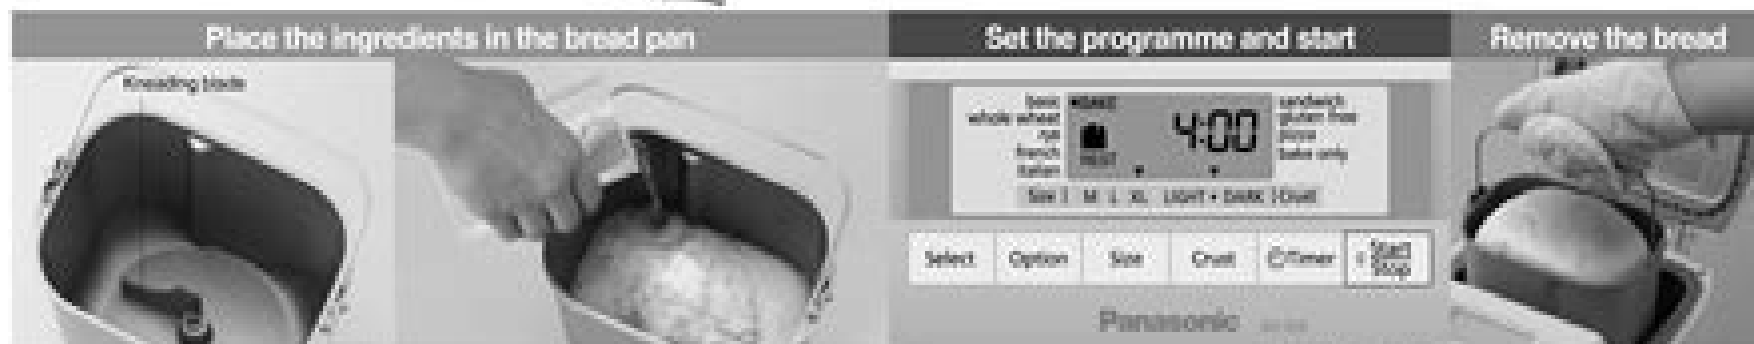 Place the ingredients in the bread pan
Kneading blade
Set the programme and start
basic
whole wheat
rye
french
italian
BAKE
4:00
REST
sandwich
gluten free
pizza
bake only
Size M L XL LIGHT • DARK Crust
Select Option Size Crust Timer Start
Stop
Panasonic
Remove the bread